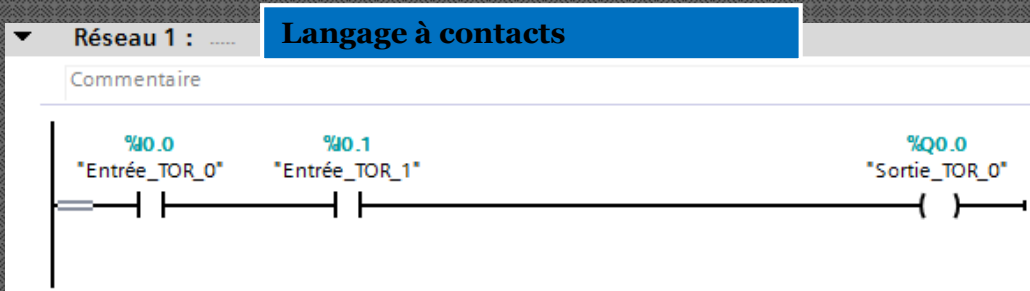 Réseau 1 : .....
Langage à contacts
Commentaire
%I0.0 %I0.1 %Q0.0
"Entrée_TOR_0" "Entrée_TOR_1" "Sortie_TOR_0"